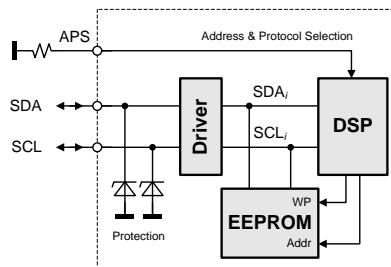 APS
Address & Protocol Selection
SDA
SDAi
SCL
SCLi
Driver
DSP
WP
EEPROM
Addr
Protection